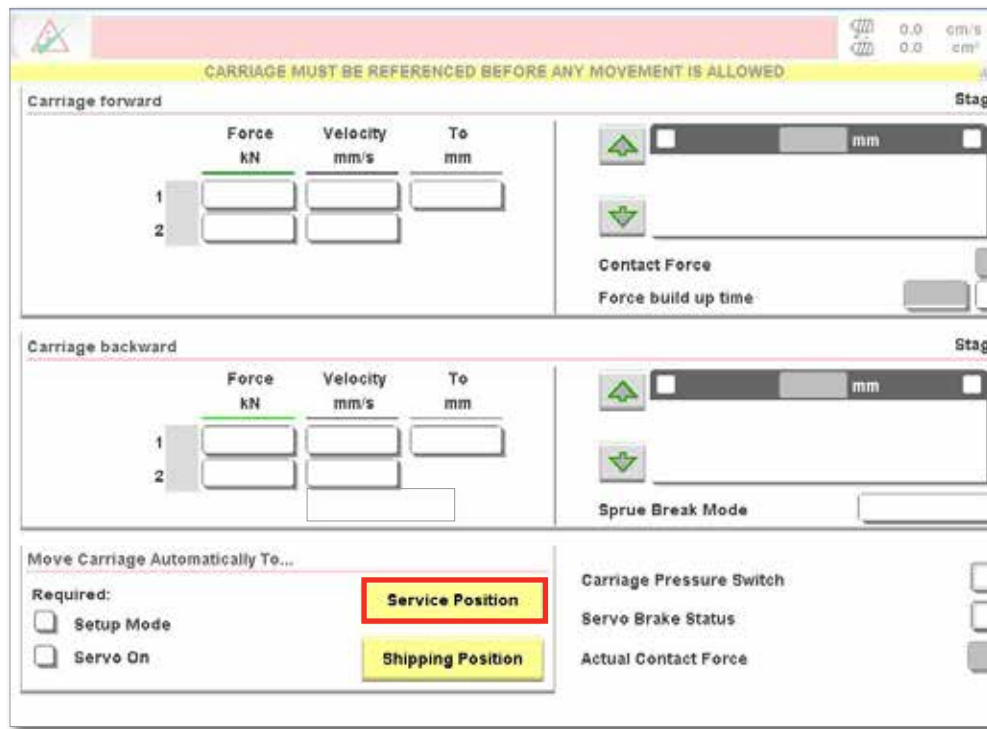 0.0 cm/s
0.0 cm³
CARRIAGE MUST BE REFERENCED BEFORE ANY MOVEMENT IS ALLOWED
Carriage forward
Stag
Force Velocity To
kN mm/s mm
mm
1
2
Contact Force
Force build up time
Carriage backward
Stag
Force Velocity To
kN mm/s mm
mm
1
2
Sprue Break Mode
Move Carriage Automatically To...
Required:
Setup Mode
Servo On
Service Position
Shipping Position
Carriage Pressure Switch
Servo Brake Status
Actual Contact Force